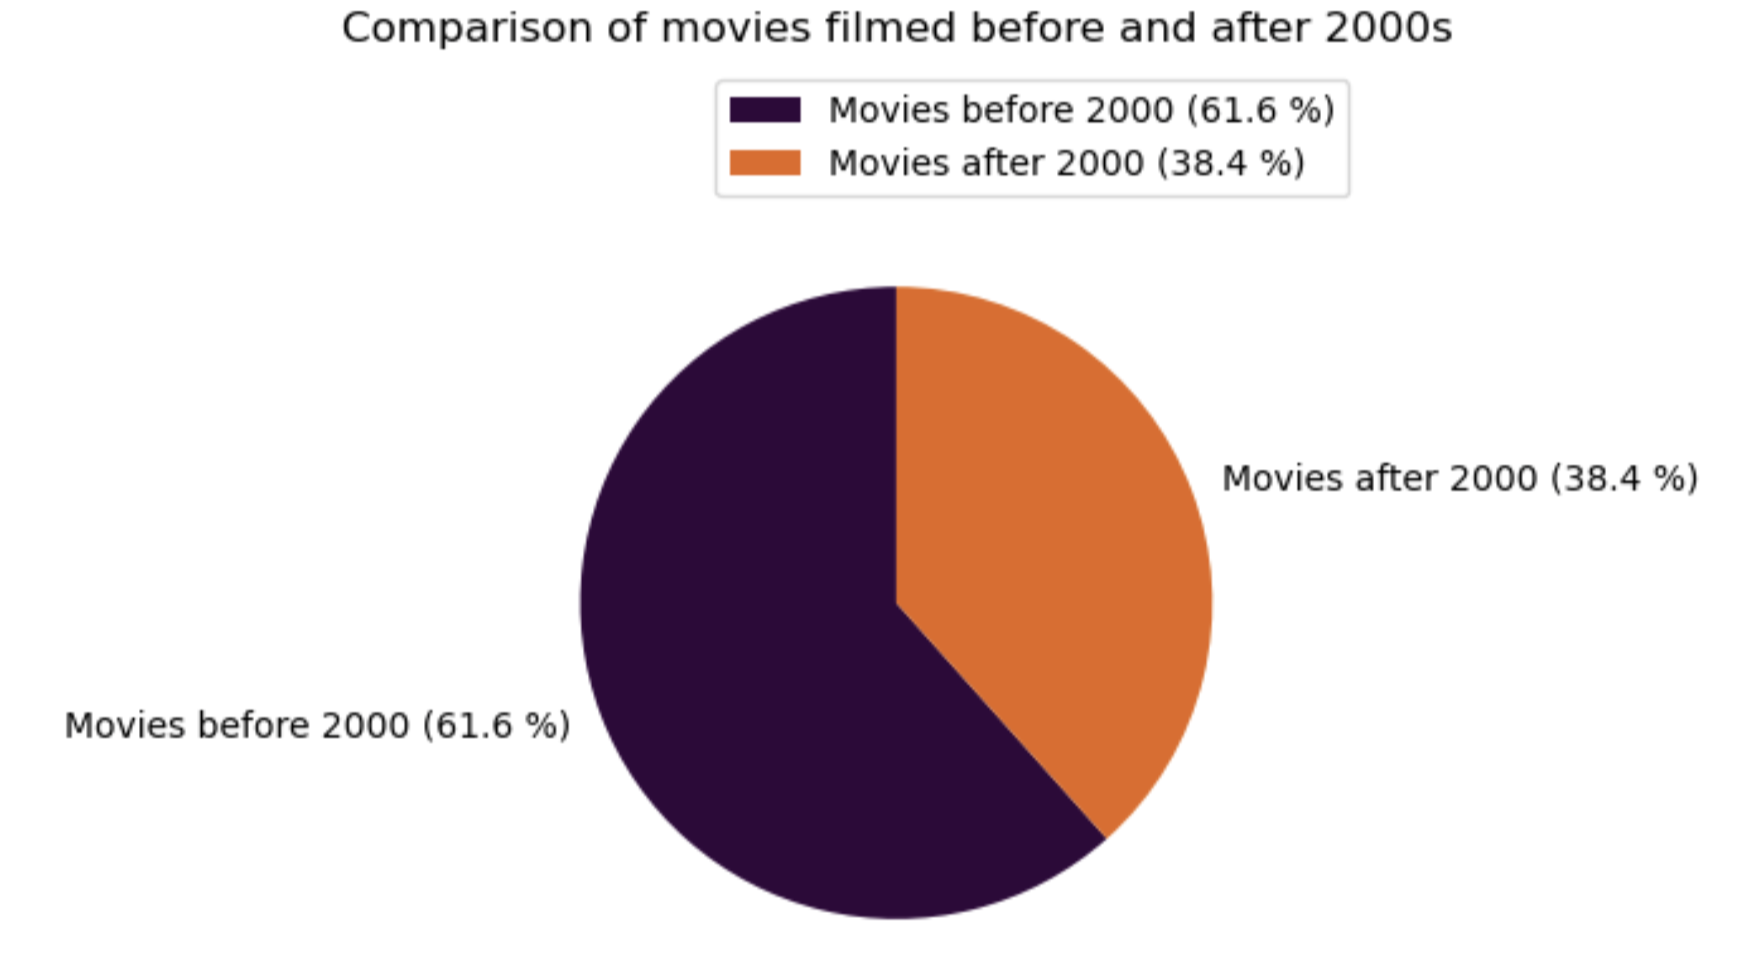 Comparison of movies filmed before and after 2000s
Movies before 2000 (61.6 %)
Movies after 2000 (38.4 %)
Movies after 2000 (38.4 %)
Movies before 2000 (61.6 %)